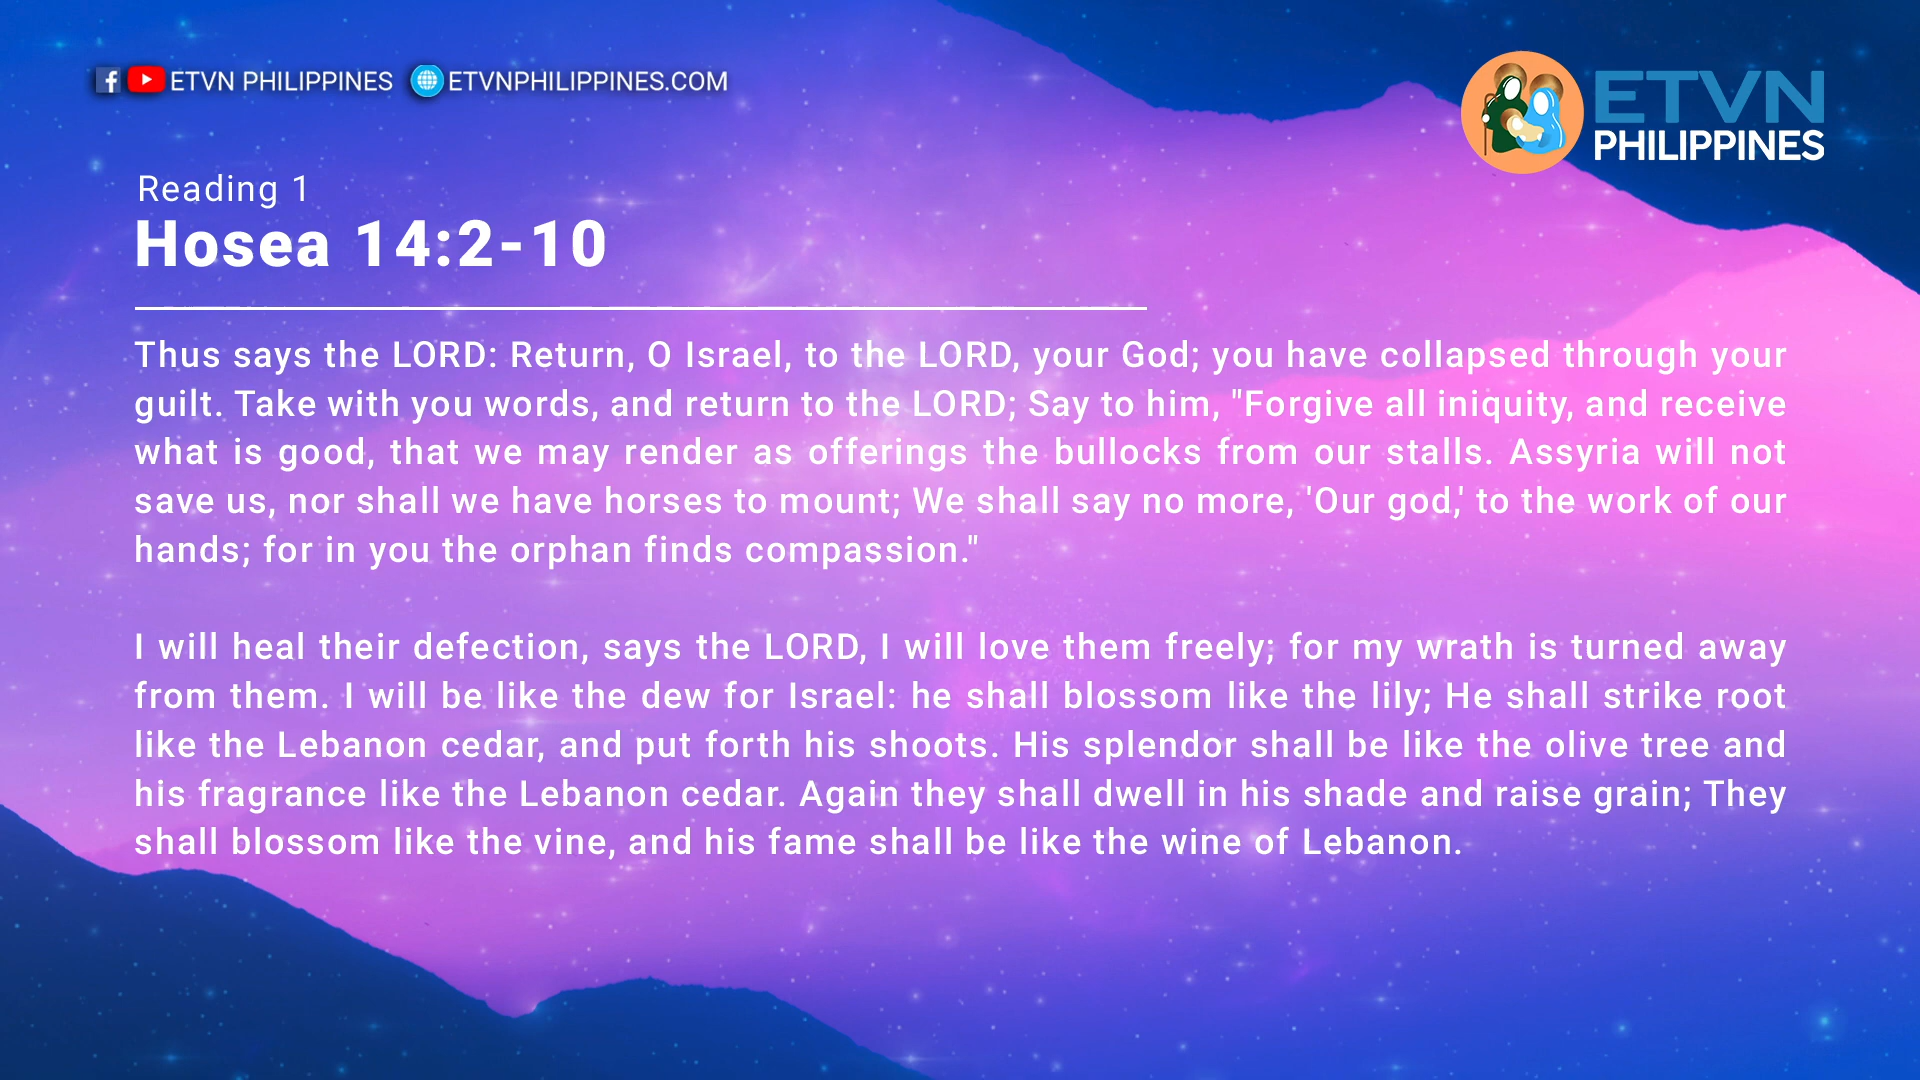 ETVN PHILIPPINES ETVNPHILIPPINES.COM
ETVN
PHILIPPINES
Reading 1
Hosea 14:2-10
Thus says the LORD: Return, O Israel, to the LORD, your God; you have collapsed through your
guilt. Take with you words, and return to the LORD; Say to him, "Forgive all iniquity, and receive
what is good, that we may render as offerings the bullocks from our stalls. Assyria will not
save us, nor shall we have horses to mount; We shall say no more, 'Our god,' to the work of our
hands; for in you the orphan finds compassion."
I will heal their defection, says the LORD, I will love them freely; for my wrath is turned away
from them. I will be like the dew for Israel: he shall blossom like the lily; He shall strike root
like the Lebanon cedar, and put forth his shoots. His splendor shall be like the olive tree and
his fragrance like the Lebanon cedar. Again they shall dwell in his shade and raise grain; They
shall blossom like the vine, and his fame shall be like the wine of Lebanon.